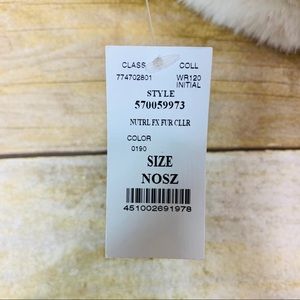 CLASS COLL
774702801 WR120
INITIAL
STYLE
570059973
NUTRL FX FUR CLLR
COLOR
0190
SIZE
NOSZ
451002691978